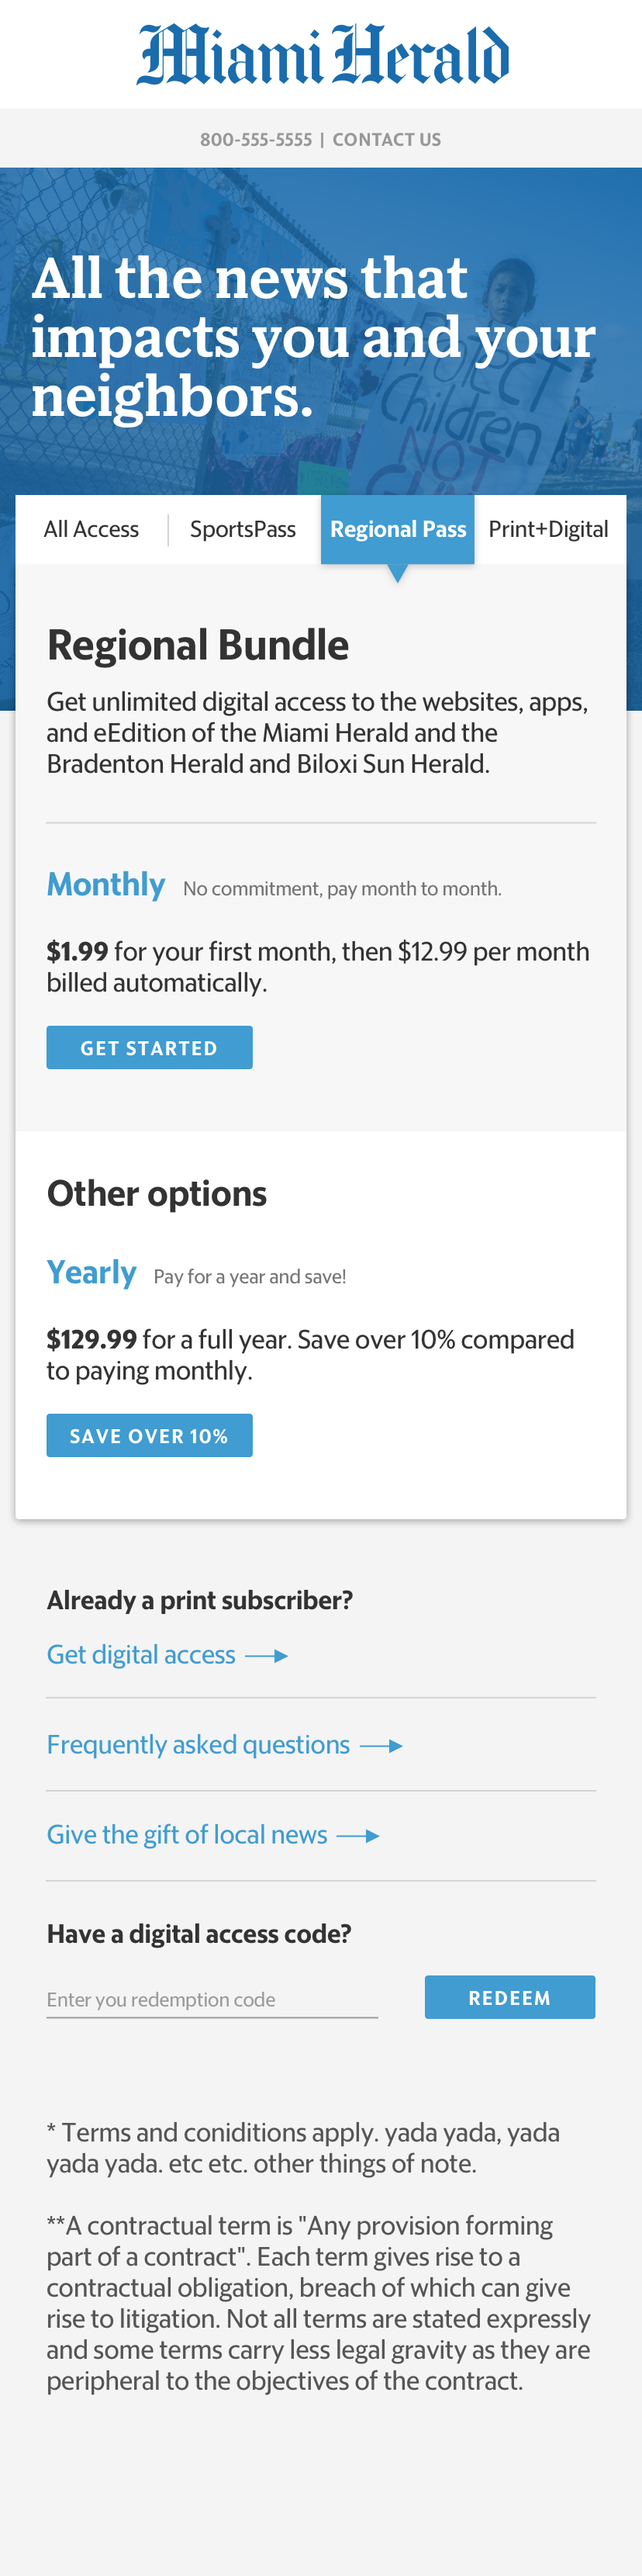 Miami Herald
800-555-5555 | CONTACT US
All the news that
impacts you and your
neighbors.
PROTECT
Children
NOT
All Access
SportsPass
Regional Pass
Print+Digital
Regional Bundle
Get unlimited digital access to the websites, apps,
and eEdition of the Miami Herald and the
Bradenton Herald and Biloxi Sun Herald.
Monthly No commitment, pay month to month.
$1.99 for your first month, then $12.99 per month
billed automatically.
GET STARTED
Other options
Yearly Pay for a year and save!
$129.99 for a full year. Save over 10% compared
to paying monthly.
SAVE OVER 10%
Already a print subscriber?
Get digital access
Frequently asked questions
Give the gift of local news
Have a digital access code?
Enter you redemption code
REDEEM
* Terms and coniditions apply. yada yada, yada
yada yada. etc etc. other things of note.
**A contractual term is "Any provision forming
part of a contract". Each term gives rise to a
contractual obligation, breach of which can give
rise to litigation. Not all terms are stated expressly
and some terms carry less legal gravity as they are
peripheral to the objectives of the contract.